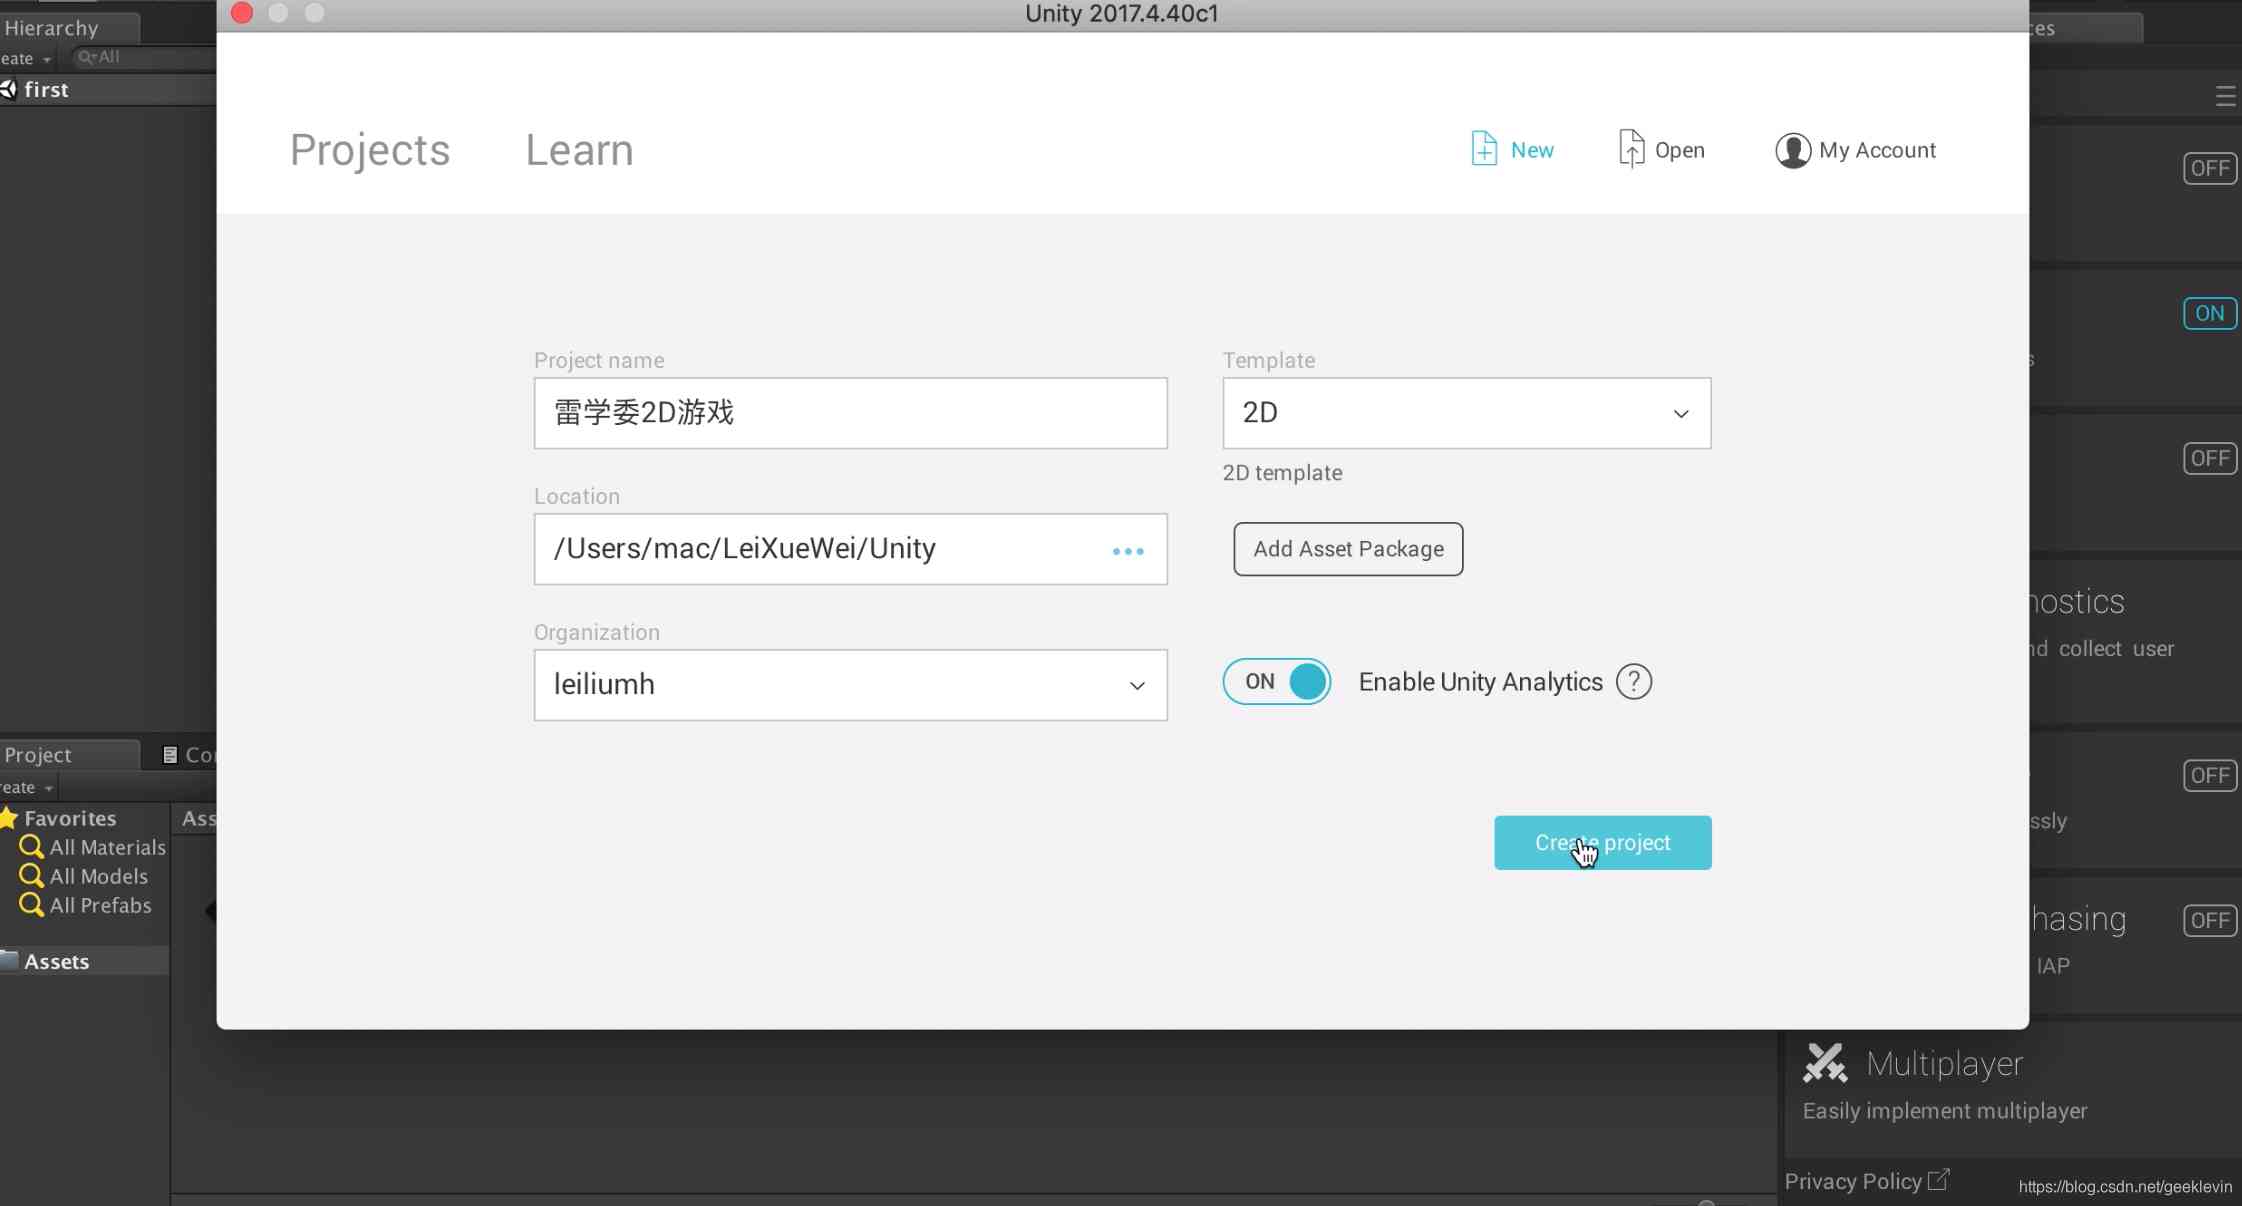 Unity 2017.4.40c1
Hierarchy
eate
All
first
Projects
Learn
New
Open
My Account
OFF
ON
OFF
Project name
雷学委2D游戏
Template
2D
2D template
Location
/Users/mac/LeiXueWei/Unity
Add Asset Package
Organization
leiliumh
ON
Enable Unity Analytics
?
Create project
nostics
nd collect user
OFF
ssly
hasing
OFF
IAP
Project
Con
reate
Favorites
Ass
All Materials
All Models
All Prefabs
Assets
Multiplayer
Easily implement multiplayer
Privacy Policy
https://blog.csdn.net/geeklevin